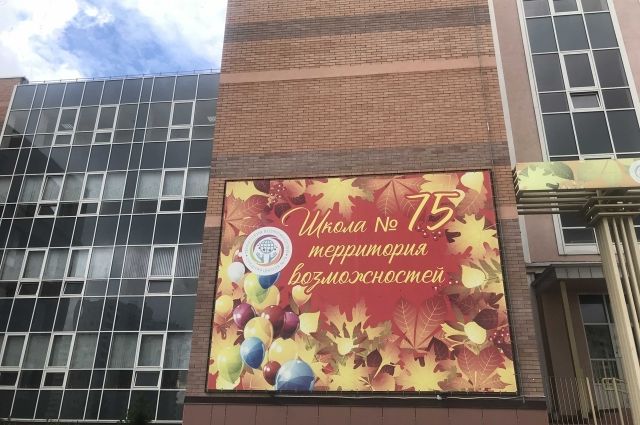 Школа № 75
территория
возможностей